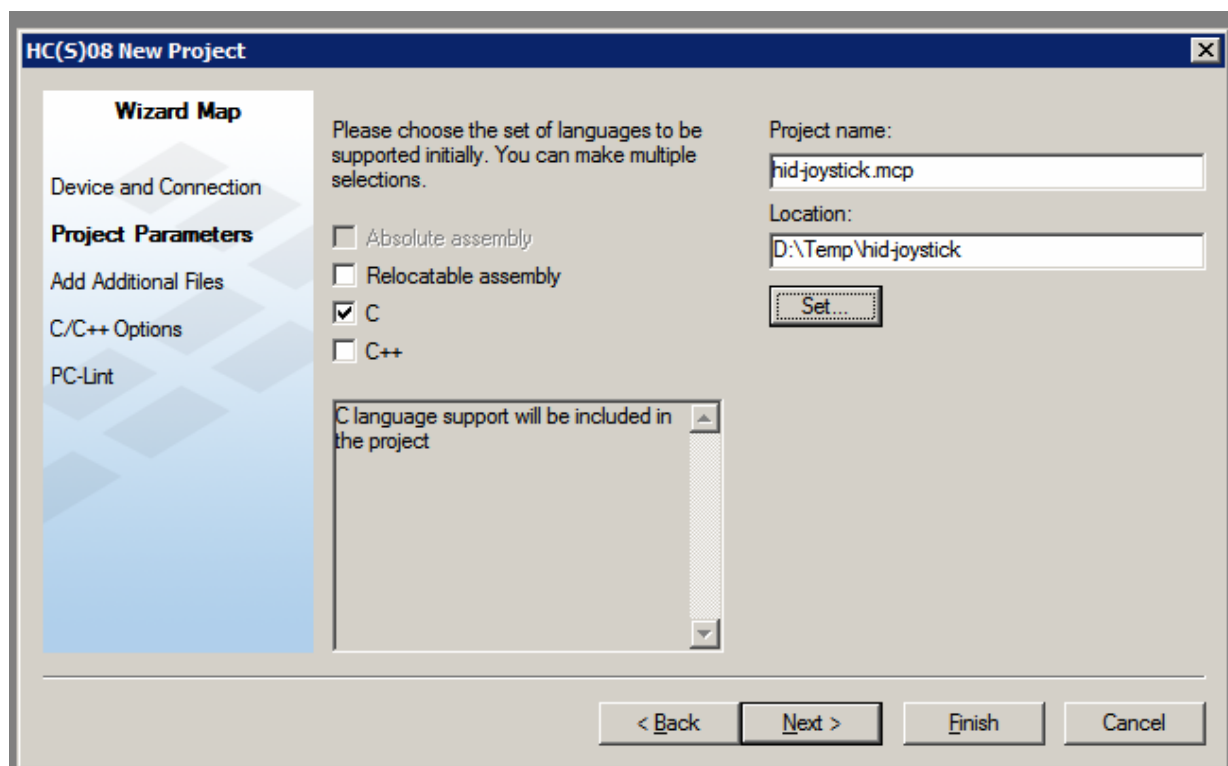 HC(S)08 New Project
Wizard Map
Device and Connection
Project Parameters
Add Additional Files
C/C++ Options
PC-Lint
Please choose the set of languages to be
supported initially. You can make multiple
selections.
Absolute assembly
Relocatable assembly
C
C++
C language support will be included in
the project
Project name:
hid-joystick.mcp
Location:
D:\Temp\hid-joystick
Set...
< Back
Next >
Finish
Cancel